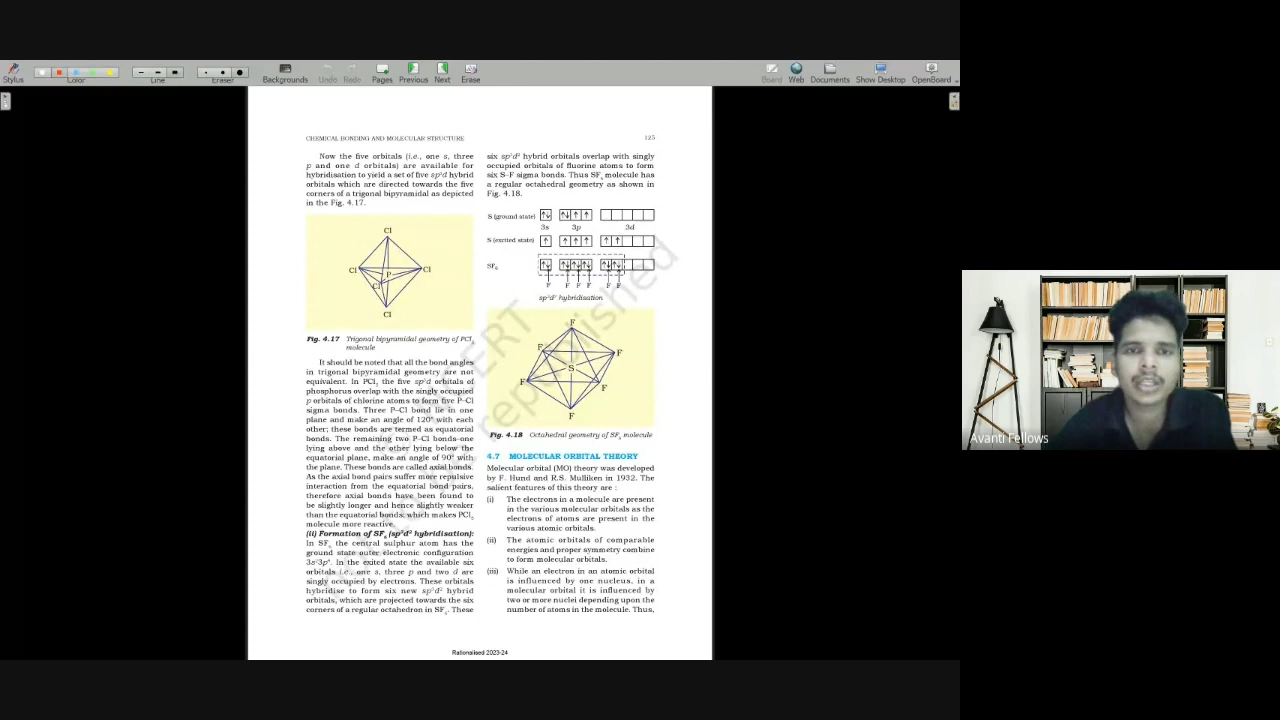 Stylus
Color
Line
Eraser
Backgrounds
Undo
Redo
Pages
Previous
Next
Erase
Board
Web
Documents
Show Desktop
OpenBoard
CHEMICAL BONDING AND MOLECULAR STRUCTURE
125
Now the five orbitals (i.e., one s, three
p and one d orbitals) are available for
hybridisation to yield a set of five sp³d hybrid
orbitals which are directed towards the five
corners of a trigonal bipyramidal as depicted
in the Fig. 4.17.
Cl
Cl
Cl
P
Cl
Cl
Fig. 4.17 Trigonal bipyramidal geometry of PCl₅
molecule
It should be noted that all the bond angles
in trigonal bipyramidal geometry are not
equivalent. In PCl₅ the five sp³d orbitals of
phosphorus overlap with the singly occupied
p orbitals of chlorine atoms to form five P–Cl
sigma bonds. Three P–Cl bond lie in one
plane and make an angle of 120° with each
other; these bonds are termed as equatorial
bonds. The remaining two P–Cl bonds–one
lying above and the other lying below the
equatorial plane, make an angle of 90° with
the plane. These bonds are called axial bonds.
As the axial bond pairs suffer more repulsive
interaction from the equatorial bond pairs,
therefore axial bonds have been found to
be slightly longer and hence slightly weaker
than the equatorial bonds; which makes PCl₅
molecule more reactive.
(ii) Formation of SF₆ (sp³d² hybridisation):
In SF₆ the central sulphur atom has the
ground state outer electronic configuration
3s²3p⁴. In the exited state the available six
orbitals i.e., one s, three p and two d are
singly occupied by electrons. These orbitals
hybridise to form six new sp³d² hybrid
orbitals, which are projected towards the six
corners of a regular octahedron in SF₆. These
six sp³d² hybrid orbitals overlap with singly
occupied orbitals of fluorine atoms to form
six S–F sigma bonds. Thus SF₆ molecule has
a regular octahedral geometry as shown in
Fig. 4.18.
S (ground state)
3s 3p 3d
S (excited state)
SF₆
F F F F F F
sp³d² hybridisation
F
F
F
S
F
F
F
Fig. 4.18 Octahedral geometry of SF₆ molecule
4.7 MOLECULAR ORBITAL THEORY
Molecular orbital (MO) theory was developed
by F. Hund and R.S. Mulliken in 1932. The
salient features of this theory are :
(i) The electrons in a molecule are present
in the various molecular orbitals as the
electrons of atoms are present in the
various atomic orbitals.
(ii) The atomic orbitals of comparable
energies and proper symmetry combine
to form molecular orbitals.
(iii) While an electron in an atomic orbital
is influenced by one nucleus, in a
molecular orbital it is influenced by
two or more nuclei depending upon the
number of atoms in the molecule. Thus,
Rationalised 2023-24
Avanti Fellows